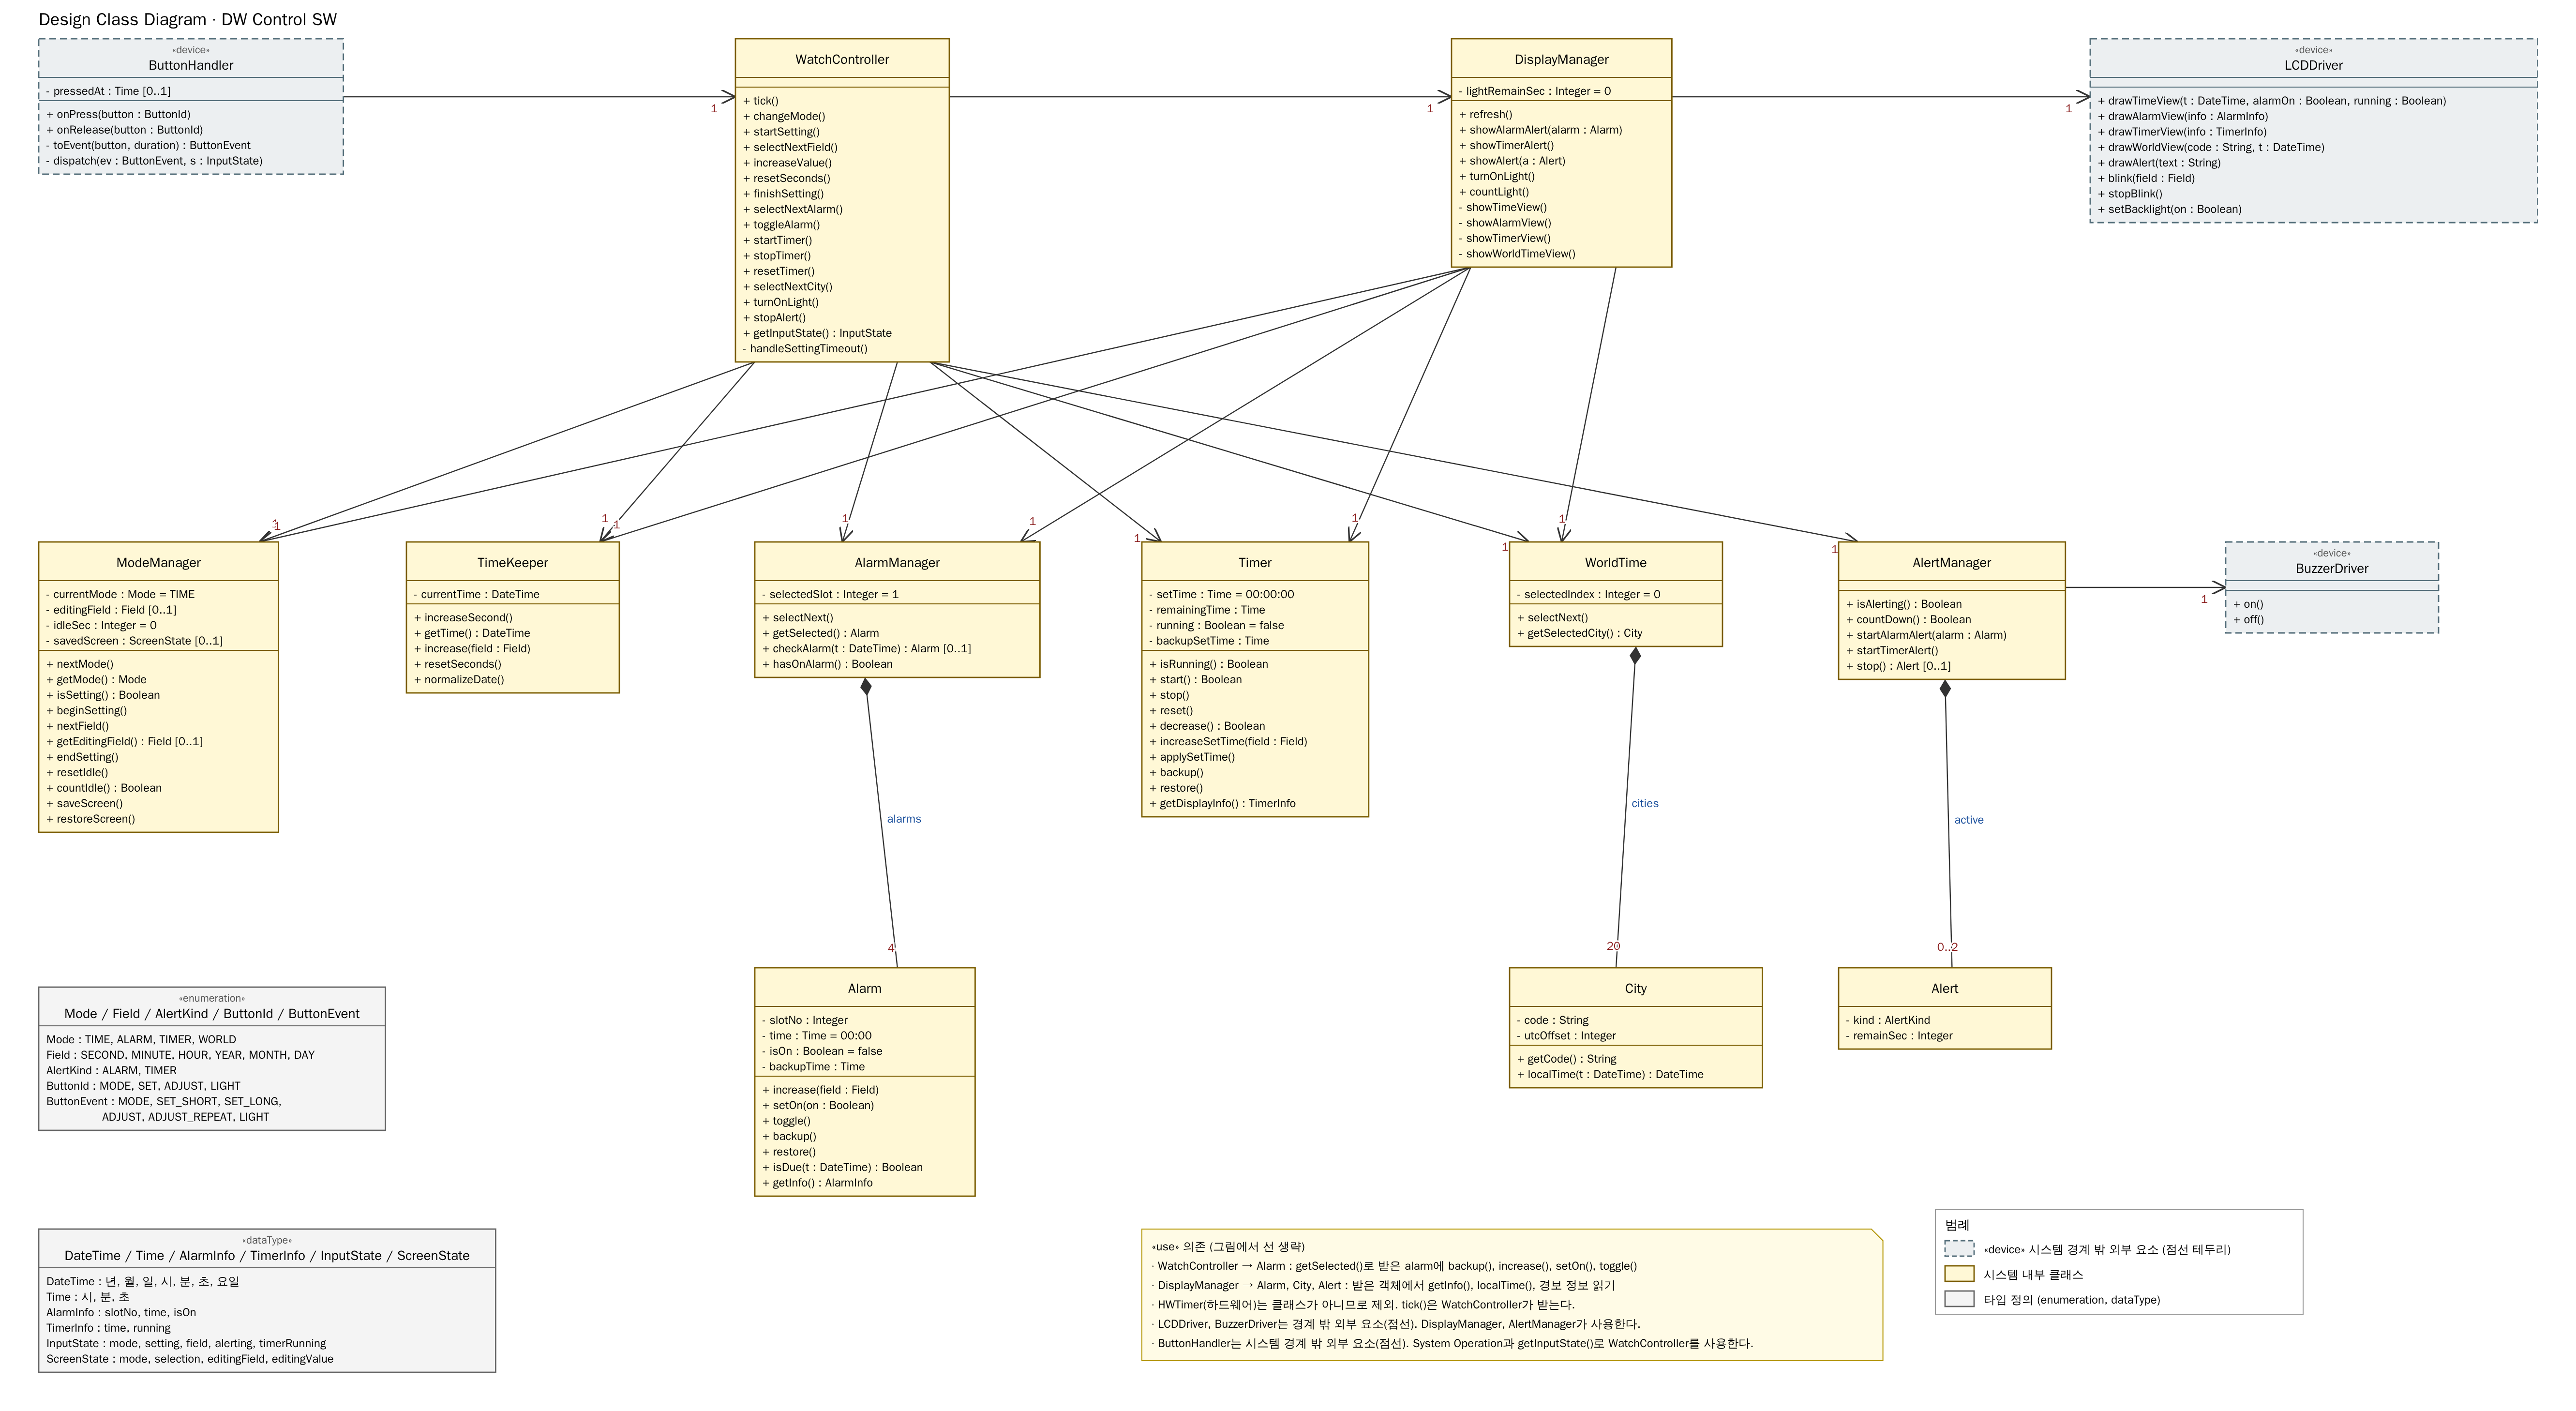 Design Class Diagram · DW Control SW
«device»
ButtonHandler
- pressedAt : Time [0..1]
+ onPress(button : ButtonId)
+ onRelease(button : ButtonId)
- toEvent(button, duration) : ButtonEvent
- dispatch(ev : ButtonEvent, s : InputState)
1
WatchController
+ tick()
+ changeMode()
+ startSetting()
+ selectNextField()
+ increaseValue()
+ resetSeconds()
+ finishSetting()
+ selectNextAlarm()
+ toggleAlarm()
+ startTimer()
+ stopTimer()
+ resetTimer()
+ selectNextCity()
+ turnOnLight()
+ stopAlert()
+ getInputState() : InputState
- handleSettingTimeout()
1
DisplayManager
- lightRemainSec : Integer = 0
+ refresh()
+ showAlarmAlert(alarm : Alarm)
+ showTimerAlert()
+ showAlert(a : Alert)
+ turnOnLight()
+ countLight()
- showTimeView()
- showAlarmView()
- showTimerView()
- showWorldTimeView()
1
«device»
LCDDriver
+ drawTimeView(t : DateTime, alarmOn : Boolean, running : Boolean)
+ drawAlarmView(info : AlarmInfo)
+ drawTimerView(info : TimerInfo)
+ drawWorldView(code : String, t : DateTime)
+ drawAlert(text : String)
+ blink(field : Field)
+ stopBlink()
+ setBacklight(on : Boolean)
1
1
1
1
1
1
1
1
1
1
1
ModeManager
- currentMode : Mode = TIME
- editingField : Field [0..1]
- idleSec : Integer = 0
- savedScreen : ScreenState [0..1]
+ nextMode()
+ getMode() : Mode
+ isSetting() : Boolean
+ beginSetting()
+ nextField()
+ getEditingField() : Field [0..1]
+ endSetting()
+ resetIdle()
+ countIdle() : Boolean
+ saveScreen()
+ restoreScreen()
TimeKeeper
- currentTime : DateTime
+ increaseSecond()
+ getTime() : DateTime
+ increase(field : Field)
+ resetSeconds()
+ normalizeDate()
AlarmManager
- selectedSlot : Integer = 1
+ selectNext()
+ getSelected() : Alarm
+ checkAlarm(t : DateTime) : Alarm [0..1]
+ hasOnAlarm() : Boolean
Timer
- setTime : Time = 00:00:00
- remainingTime : Time
- running : Boolean = false
- backupSetTime : Time
+ isRunning() : Boolean
+ start() : Boolean
+ stop()
+ reset()
+ decrease() : Boolean
+ increaseSetTime(field : Field)
+ applySetTime()
+ backup()
+ restore()
+ getDisplayInfo() : TimerInfo
WorldTime
- selectedIndex : Integer = 0
+ selectNext()
+ getSelectedCity() : City
AlertManager
+ isAlerting() : Boolean
+ countDown() : Boolean
+ startAlarmAlert(alarm : Alarm)
+ startTimerAlert()
+ stop() : Alert [0..1]
1
«device»
BuzzerDriver
+ on()
+ off()
alarms
cities
active
4
20
0..2
Alarm
- slotNo : Integer
- time : Time = 00:00
- isOn : Boolean = false
- backupTime : Time
+ increase(field : Field)
+ setOn(on : Boolean)
+ toggle()
+ backup()
+ restore()
+ isDue(t : DateTime) : Boolean
+ getInfo() : AlarmInfo
City
- code : String
- utcOffset : Integer
+ getCode() : String
+ localTime(t : DateTime) : DateTime
Alert
- kind : AlertKind
- remainSec : Integer
«enumeration»
Mode / Field / AlertKind / ButtonId / ButtonEvent
Mode : TIME, ALARM, TIMER, WORLD
Field : SECOND, MINUTE, HOUR, YEAR, MONTH, DAY
AlertKind : ALARM, TIMER
ButtonId : MODE, SET, ADJUST, LIGHT
ButtonEvent : MODE, SET_SHORT, SET_LONG,
ADJUST, ADJUST_REPEAT, LIGHT
«dataType»
DateTime / Time / AlarmInfo / TimerInfo / InputState / ScreenState
DateTime : 년, 월, 일, 시, 분, 초, 요일
Time : 시, 분, 초
AlarmInfo : slotNo, time, isOn
TimerInfo : time, running
InputState : mode, setting, field, alerting, timerRunning
ScreenState : mode, selection, editingField, editingValue
«use» 의존 (그림에서 선 생략)
· WatchController → Alarm : getSelected()로 받은 alarm에 backup(), increase(), setOn(), toggle()
· DisplayManager → Alarm, City, Alert : 받은 객체에서 getInfo(), localTime(), 경보 정보 읽기
· HWTimer(하드웨어)는 클래스가 아니므로 제외. tick()은 WatchController가 받는다.
· LCDDriver, BuzzerDriver는 경계 밖 외부 요소(점선). DisplayManager, AlertManager가 사용한다.
· ButtonHandler는 시스템 경계 밖 외부 요소(점선). System Operation과 getInputState()로 WatchController를 사용한다.
범례
«device» 시스템 경계 밖 외부 요소 (점선 테두리)
시스템 내부 클래스
타입 정의 (enumeration, dataType)